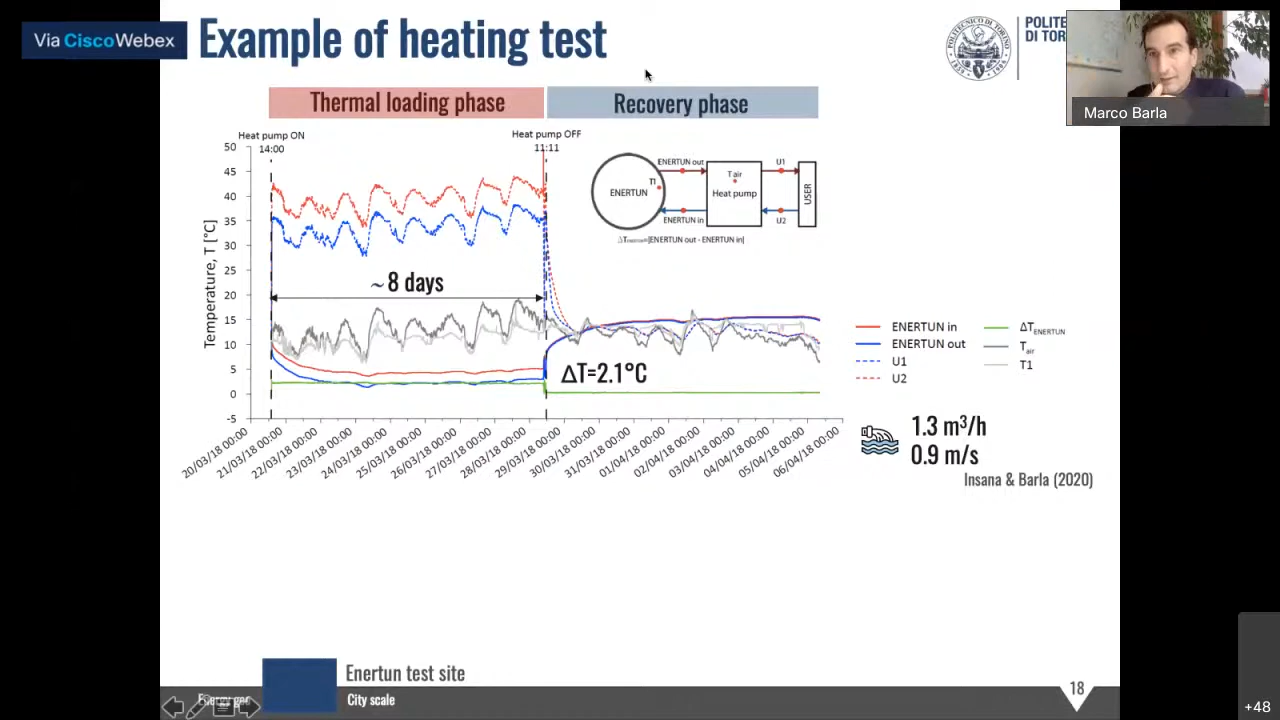 Via Cisco Webex
Example of heating test
POLITE
DI TOR
Marco Barla
Thermal loading phase
Recovery phase
Heat pump ON
14:00
Heat pump OFF
11:11
50
45
40
35
30
25
20
15
10
5
0
-5
Temperature, T [°C]
~ 8 days
ΔT=2.1°C
ENERTUN out
T1
ENERTUN
ENERTUN in
T air
Heat pump
U1
U2
USER
20/03/18 00:00
21/03/18 00:00
22/03/18 00:00
23/03/18 00:00
24/03/18 00:00
25/03/18 00:00
26/03/18 00:00
27/03/18 00:00
28/03/18 00:00
29/03/18 00:00
30/03/18 00:00
31/03/18 00:00
01/04/18 00:00
02/04/18 00:00
03/04/18 00:00
04/04/18 00:00
05/04/18 00:00
06/04/18 00:00
ENERTUN in
ENERTUN out
U1
U2
ΔT ENERTUN
T air
T1
1.3 m³/h
0.9 m/s
Insana & Barla (2020)
Enertun test site
City scale
18
+48